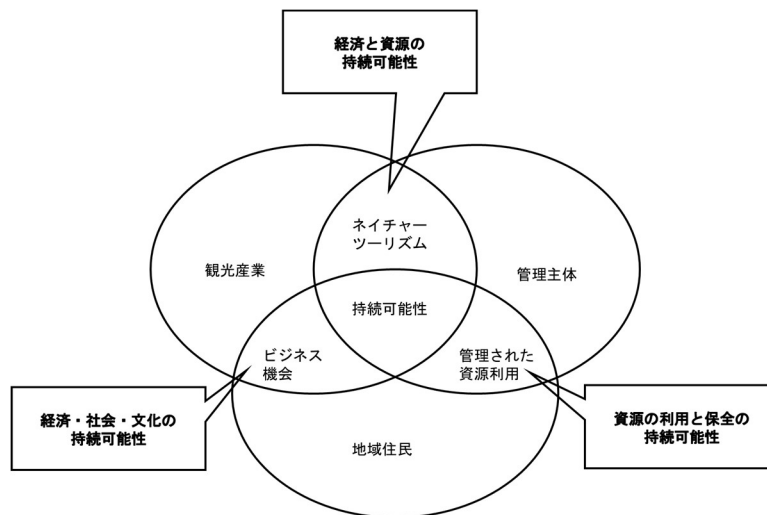 経済と資源の
持続可能性
ネイチャー
ツーリズム
観光産業
管理主体
持続可能性
ビジネス
機会
管理された
資源利用
経済・社会・文化の
持続可能性
資源の利用と保全の
持続可能性
地域住民